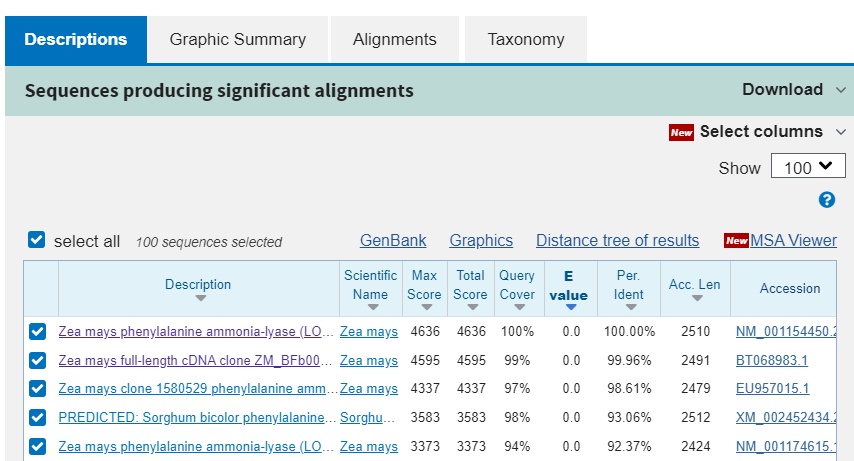 Descriptions Graphic Summary Alignments Taxonomy
Sequences producing significant alignments Download
New Select columns
Show 100
?
select all 100 sequences selected GenBank Graphics Distance tree of results New MSA Viewer
Description Scientific Name Max Score Total Score Query Cover E value Per. Ident Acc. Len Accession
Zea mays phenylalanine ammonia-lyase (LO... Zea mays 4636 4636 100% 0.0 100.00% 2510 NM_001154450.2
Zea mays full-length cDNA clone ZM_BFb00... Zea mays 4595 4595 99% 0.0 99.96% 2491 BT068983.1
Zea mays clone 1580529 phenylalanine amm... Zea mays 4337 4337 97% 0.0 98.61% 2479 EU957015.1
PREDICTED: Sorghum bicolor phenylalanine... Sorghu... 3583 3583 98% 0.0 93.06% 2512 XM_002452434.2
Zea mays phenylalanine ammonia-lyase (LO... Zea mays 3373 3373 94% 0.0 92.37% 2424 NM_001174615.1